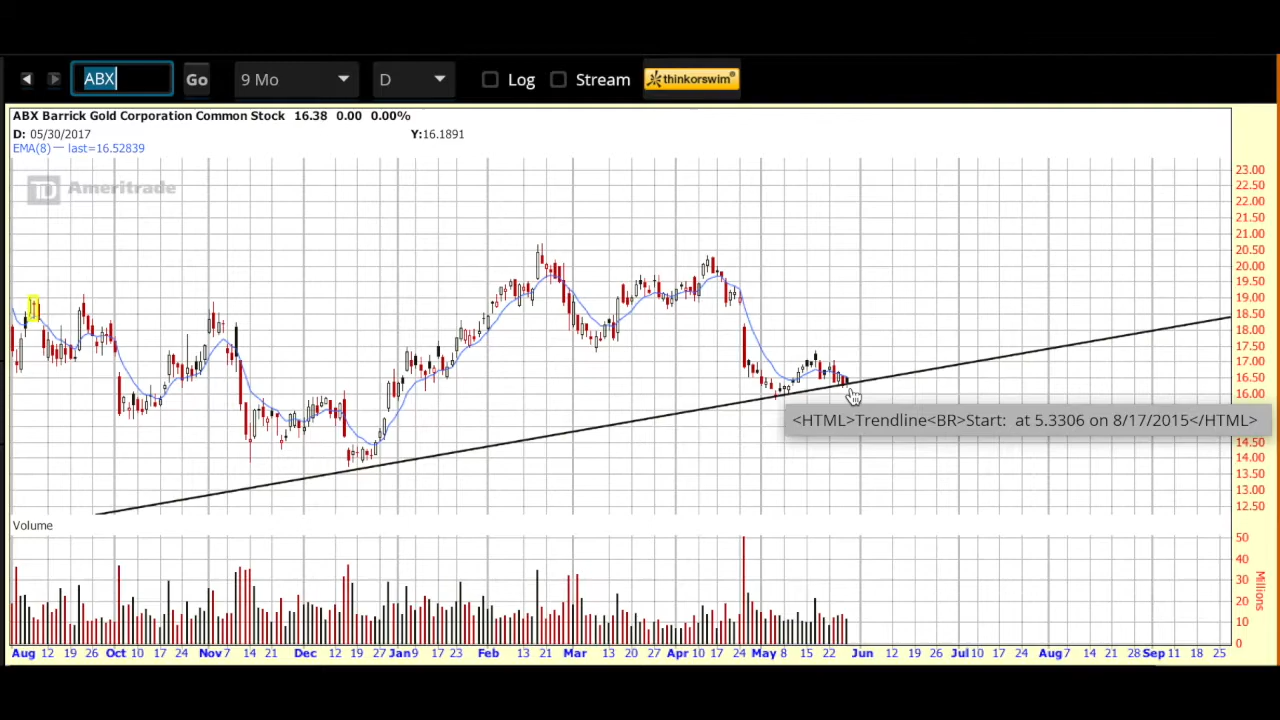 ABX Go 9 Mo D Log Stream thinkorswim®
ABX Barrick Gold Corporation Common Stock 16.38 0.00 0.00%
D: 05/30/2017 Y:16.1891
EMA(8) — last=16.52839
TD Ameritrade
23.00
22.50
22.00
21.50
21.00
20.50
20.00
19.50
19.00
18.50
18.00
17.50
17.00
16.50
16.00
<HTML>Trendline<BR>Start: at 5.3306 on 8/17/2015</HTML>
14.50
14.00
13.50
13.00
12.50
Volume
50
40
30
20
10
0
Millions
Aug 12 19 26 Oct 10 17 24 Nov 7 14 21 Dec 12 19 27 Jan 9 17 23 Feb 13 21 Mar 13 20 27 Apr 10 17 24 May 8 15 22 Jun 12 19 26 Jul 10 17 24 Aug 7 14 21 28 Sep 11 18 25